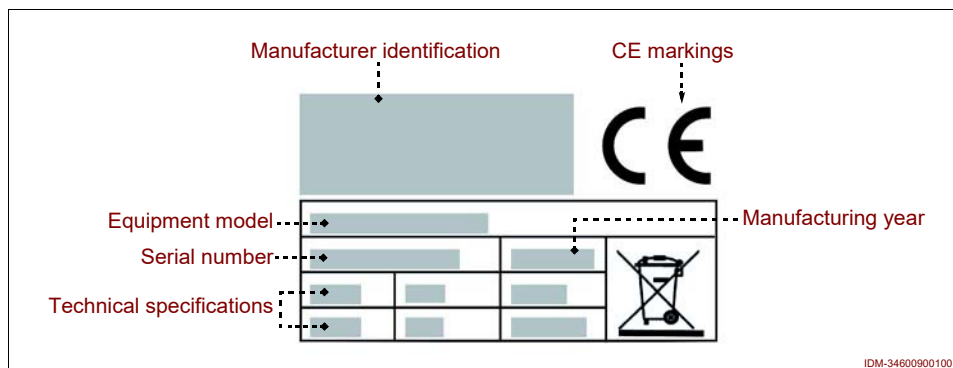 Manufacturer identification
CE markings
CE
Equipment model
Manufacturing year
Serial number
Technical specifications
IDM-34600900100